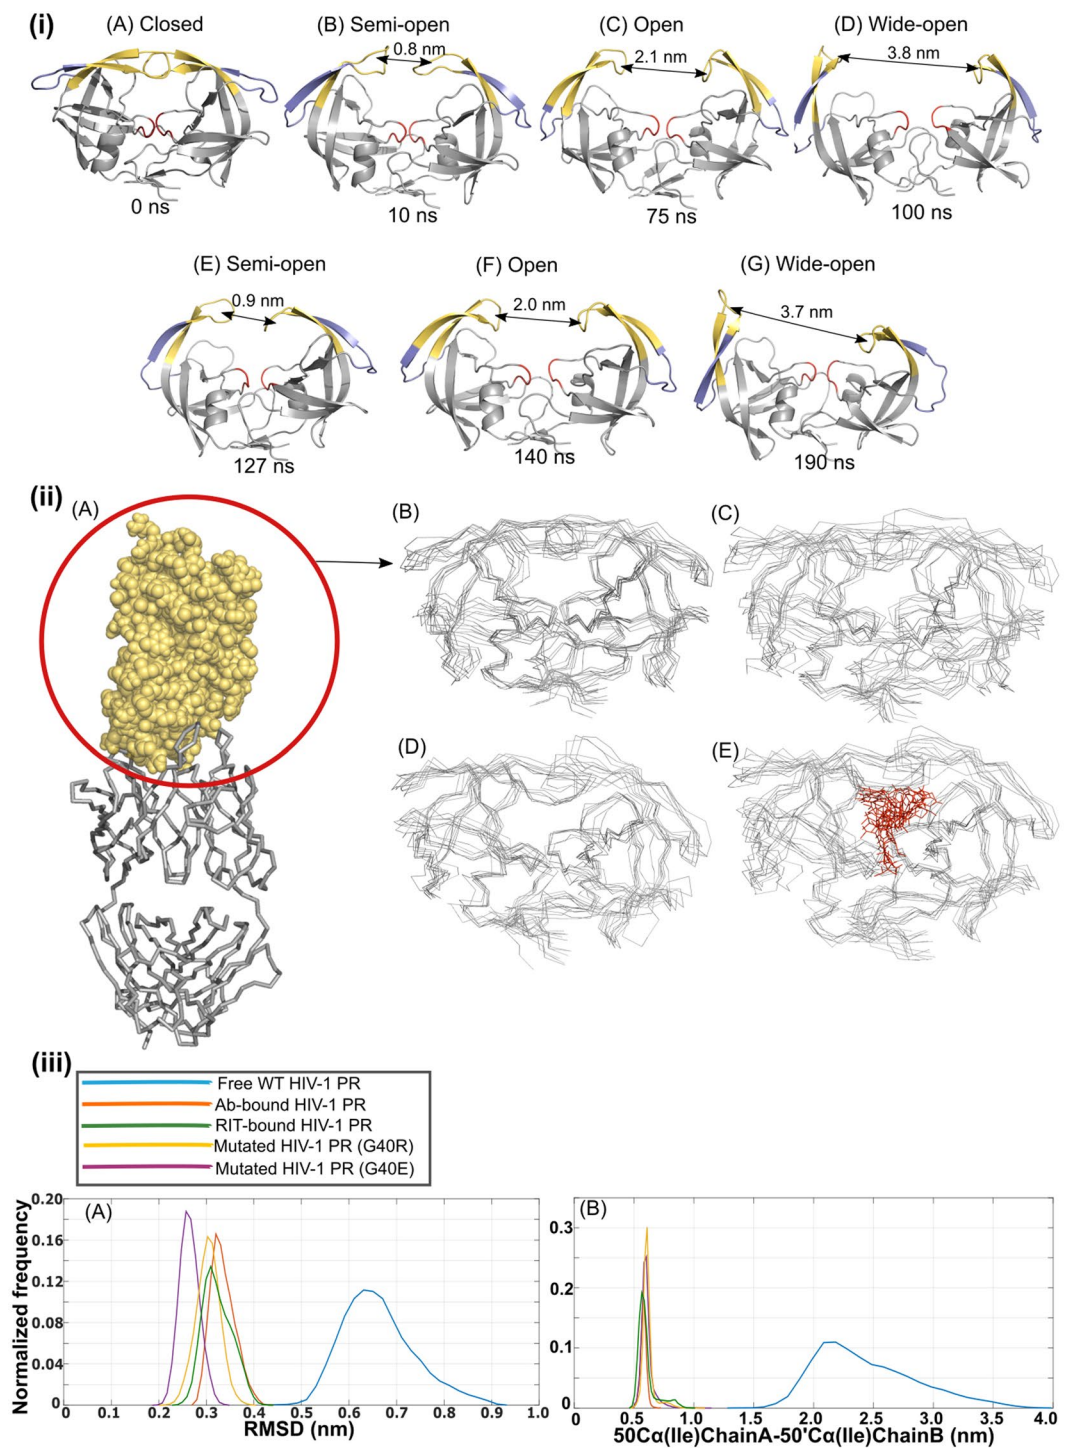 (i)
(A) Closed
(B) Semi-open
(C) Open
(D) Wide-open
0.8 nm
2.1 nm
3.8 nm
0 ns
10 ns
75 ns
100 ns
(E) Semi-open
(F) Open
(G) Wide-open
0.9 nm
2.0 nm
3.7 nm
127 ns
140 ns
190 ns
(ii)
(A)
(B)
(C)
(D)
(E)
(iii)
Free WT HIV-1 PR
Ab-bound HIV-1 PR
RIT-bound HIV-1 PR
Mutated HIV-1 PR (G40R)
Mutated HIV-1 PR (G40E)
(A)
Normalized frequency
0.20
0.16
0.12
0.08
0.04
0
0 0.1 0.2 0.3 0.4 0.5 0.6 0.7 0.8 0.9 1.0
RMSD (nm)
(B)
0.3
0.2
0.1
0
0 0.5 1.0 1.5 2.0 2.5 3.0 3.5 4.0
50Cα(Ile)ChainA-50'Cα(Ile)ChainB (nm)